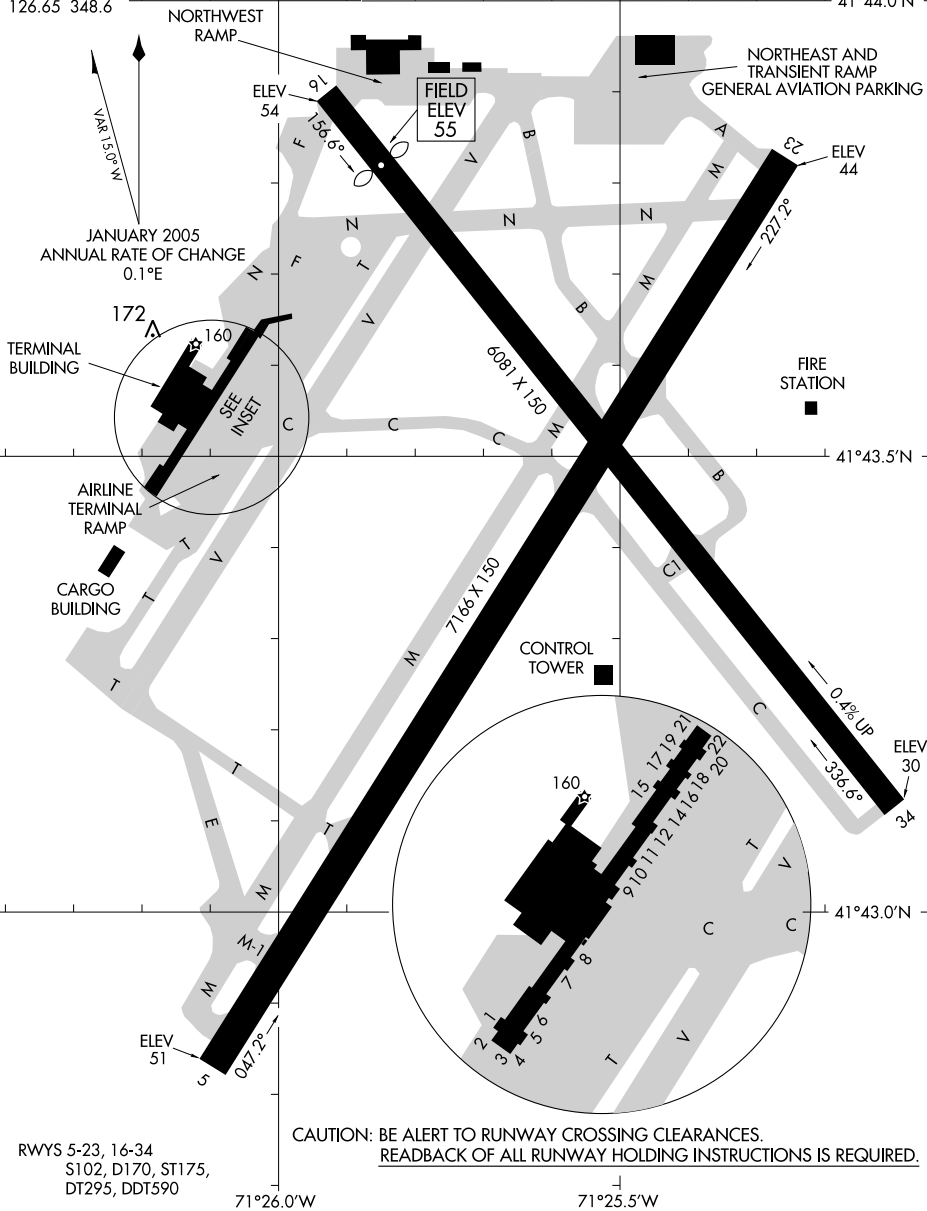 126.65 348.6
41°44.0'N
NORTHWEST
RAMP
NORTHEAST AND
TRANSIENT RAMP
GENERAL AVIATION PARKING
VAR 15.0° W
JANUARY 2005
ANNUAL RATE OF CHANGE
0.1°E
ELEV
54
16
156.6°
FIELD
ELEV
55
F
V
B
A
M
23
ELEV
44
227.2°
N
N
N
N
F
T
V
M
B
B
172
160
TERMINAL
BUILDING
SEE
INSET
6081 X 150
FIRE
STATION
C
C
C
M
B
41°43.5'N
AIRLINE
TERMINAL
RAMP
T
V
T
CARGO
BUILDING
7166 X 150
C1
M
CONTROL
TOWER
T
C
0.4% UP
336.6°
ELEV
30
34
T
E
T
W
M-1
W
ELEV
51
5
047.2°
160
15
17
19
21
22
20
18
16
14
12
11
10
9
8
7
6
5
4
3
2
1
T
V
C
C
T
V
41°43.0'N
CAUTION: BE ALERT TO RUNWAY CROSSING CLEARANCES.
READBACK OF ALL RUNWAY HOLDING INSTRUCTIONS IS REQUIRED.
RWYS 5-23, 16-34
S102, D170, ST175,
DT295, DDT590
71°26.0'W
71°25.5'W